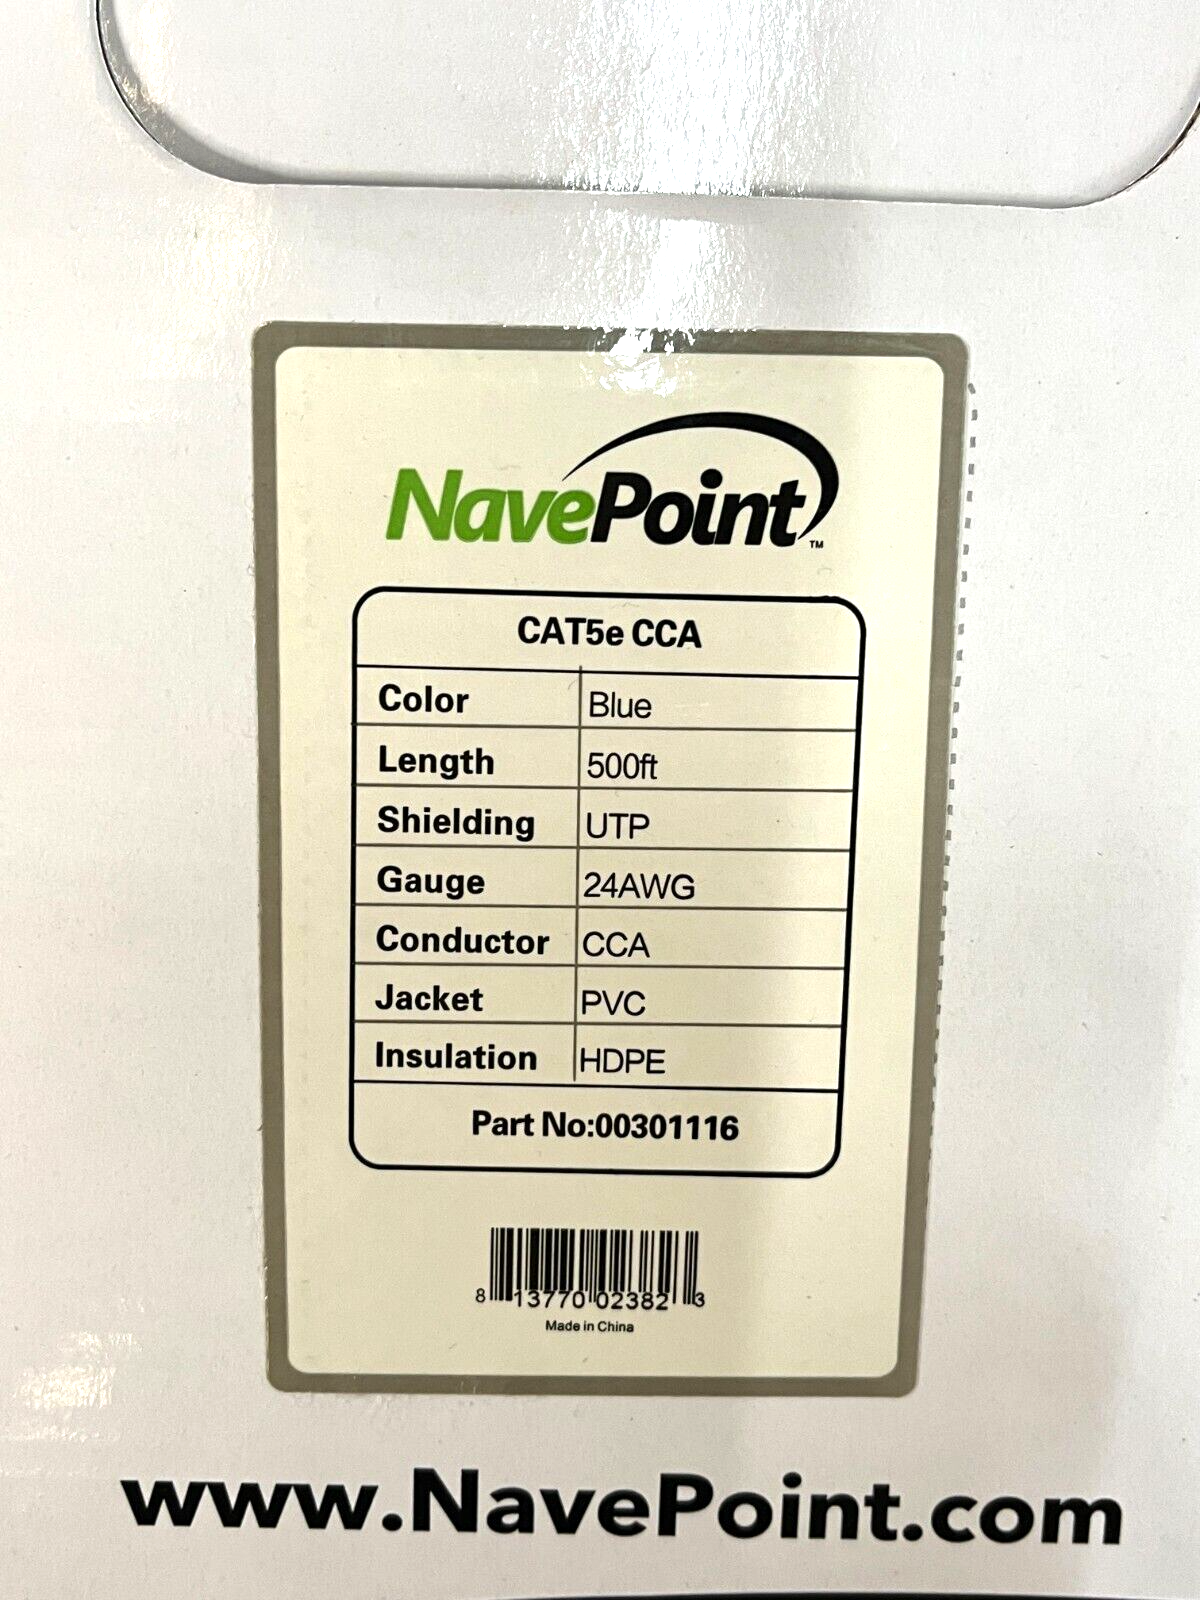 NavePoint™
CAT5e CCA
Color Blue
Length 500ft
Shielding UTP
Gauge 24AWG
Conductor CCA
Jacket PVC
Insulation HDPE
Part No:00301116
8 13770 02382 3
Made in China
www.NavePoint.com